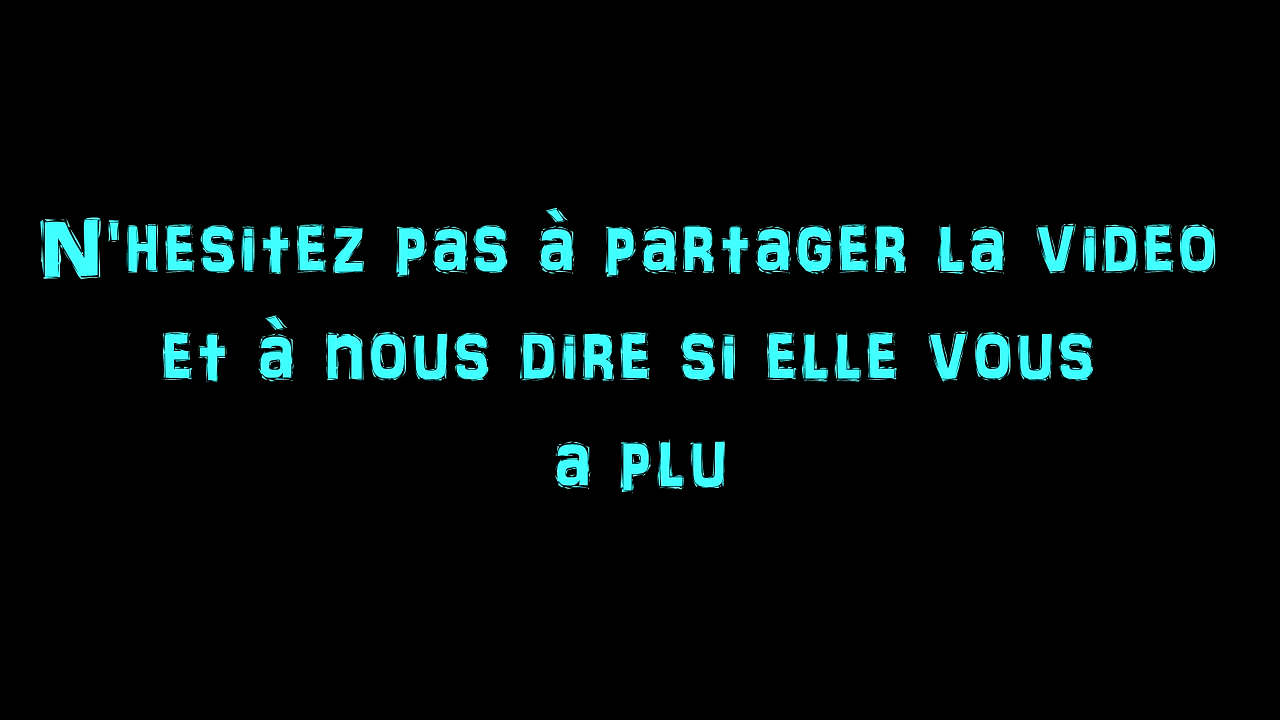 N'hesitez pas à partager la video
et à nous dire si elle vous
a plu